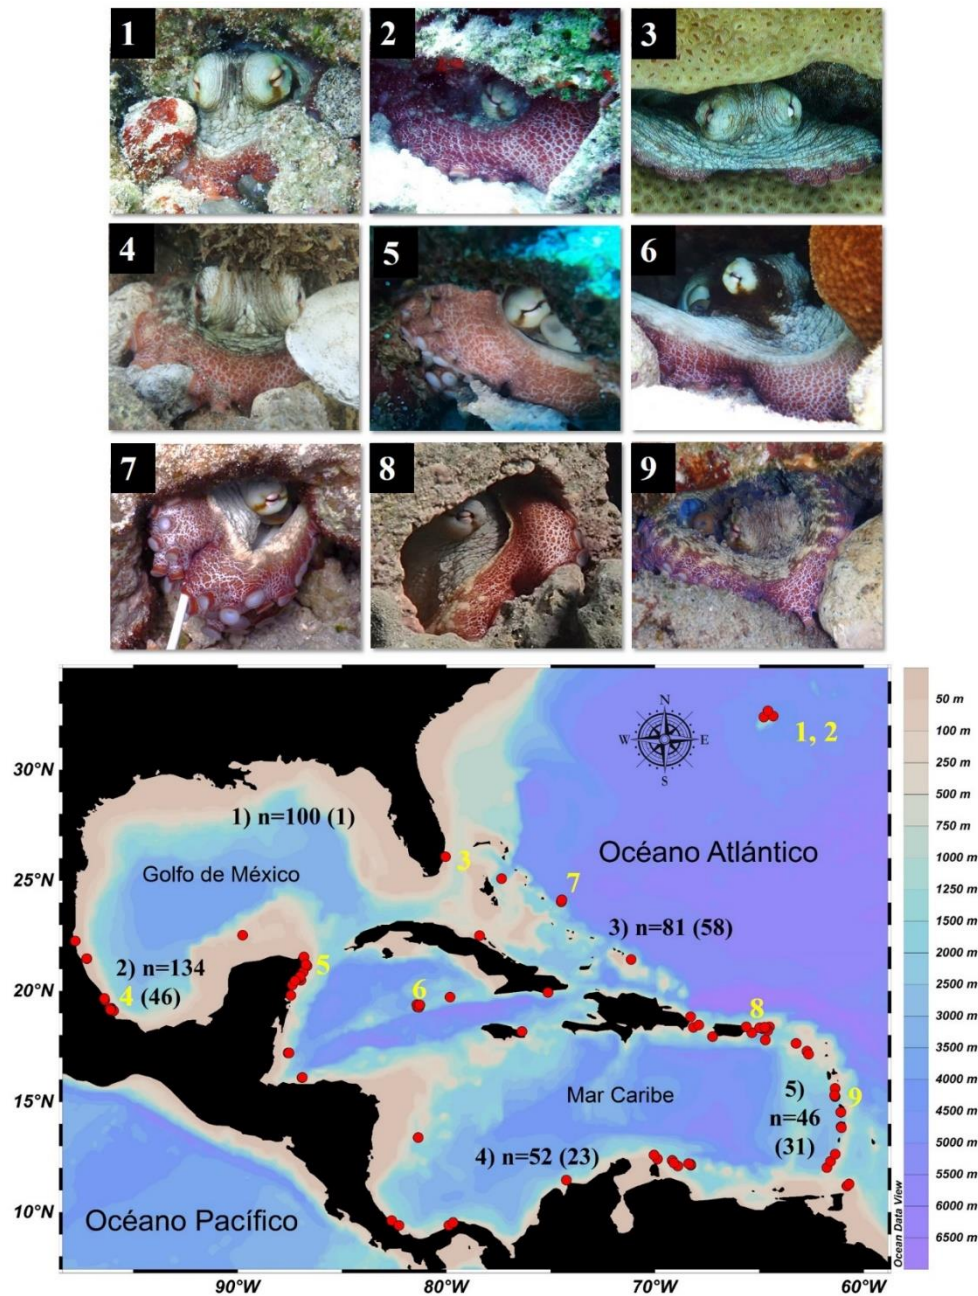 1
2
3
4
5
6
7
8
9
N
W
E
S
1, 2
30°N
1) n=100 (1)
Océano Atlántico
Golfo de México
3
25°N
7
3) n=81 (58)
2) n=134
4 (46)
5
20°N
6
8
Mar Caribe
5)
n=46
(31)
9
15°N
4) n=52 (23)
10°N
Océano Pacífico
90°W
80°W
70°W
60°W
50 m
100 m
250 m
500 m
750 m
1000 m
1250 m
1500 m
1750 m
2000 m
2500 m
3000 m
3500 m
4000 m
4500 m
5000 m
5500 m
6000 m
6500 m
Ocean Data View